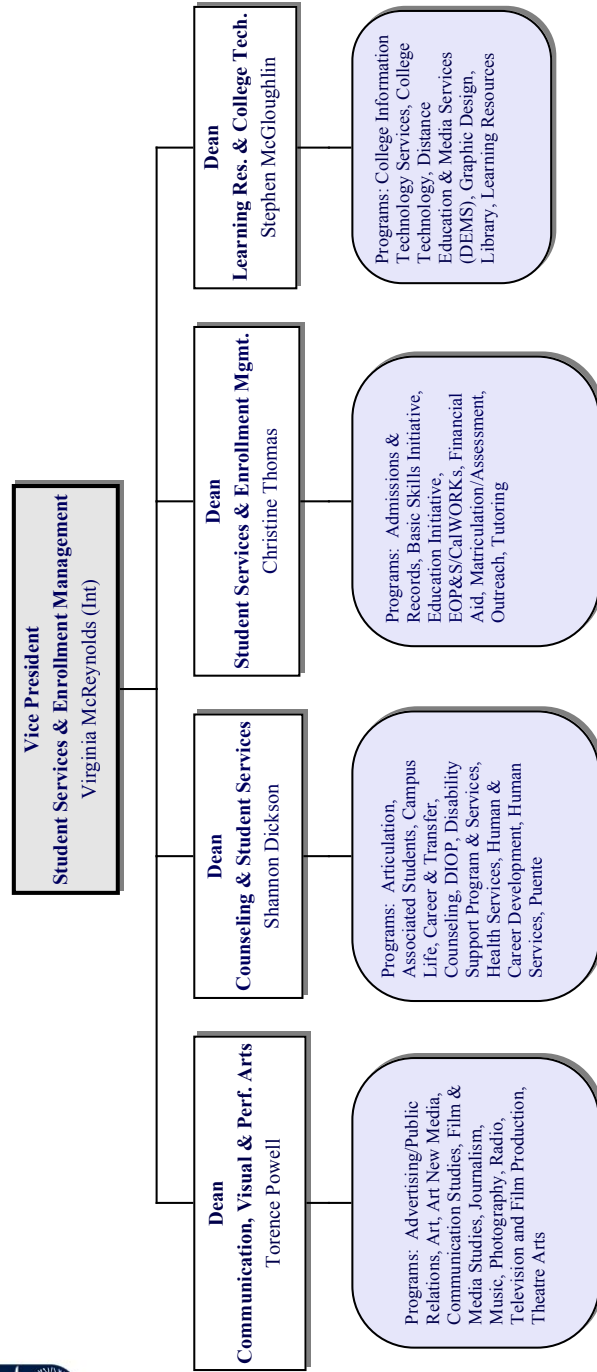 Vice President
Student Services & Enrollment Management
Virginia McReynolds (Int)
Dean
Communication, Visual & Perf. Arts
Torence Powell
Dean
Counseling & Student Services
Shannon Dickson
Dean
Student Services & Enrollment Mgmt.
Christine Thomas
Dean
Learning Res. & College Tech.
Stephen McGloughlin
Programs: Advertising/Public
Relations, Art, Art New Media,
Communication Studies, Film &
Media Studies, Journalism,
Music, Photography, Radio,
Television and Film Production,
Theatre Arts
Programs: Articulation,
Associated Students, Campus
Life, Career & Transfer,
Counseling, DIOP, Disability
Support Program & Services,
Health Services, Human &
Career Development, Human
Services, Puente
Programs: Admissions &
Records, Basic Skills Initiative,
Education Initiative,
EOP&S/CalWORKs, Financial
Aid, Matriculation/Assessment,
Outreach, Tutoring
Programs: College Information
Technology Services, College
Technology, Distance
Education & Media Services
(DEMS), Graphic Design,
Library, Learning Resources